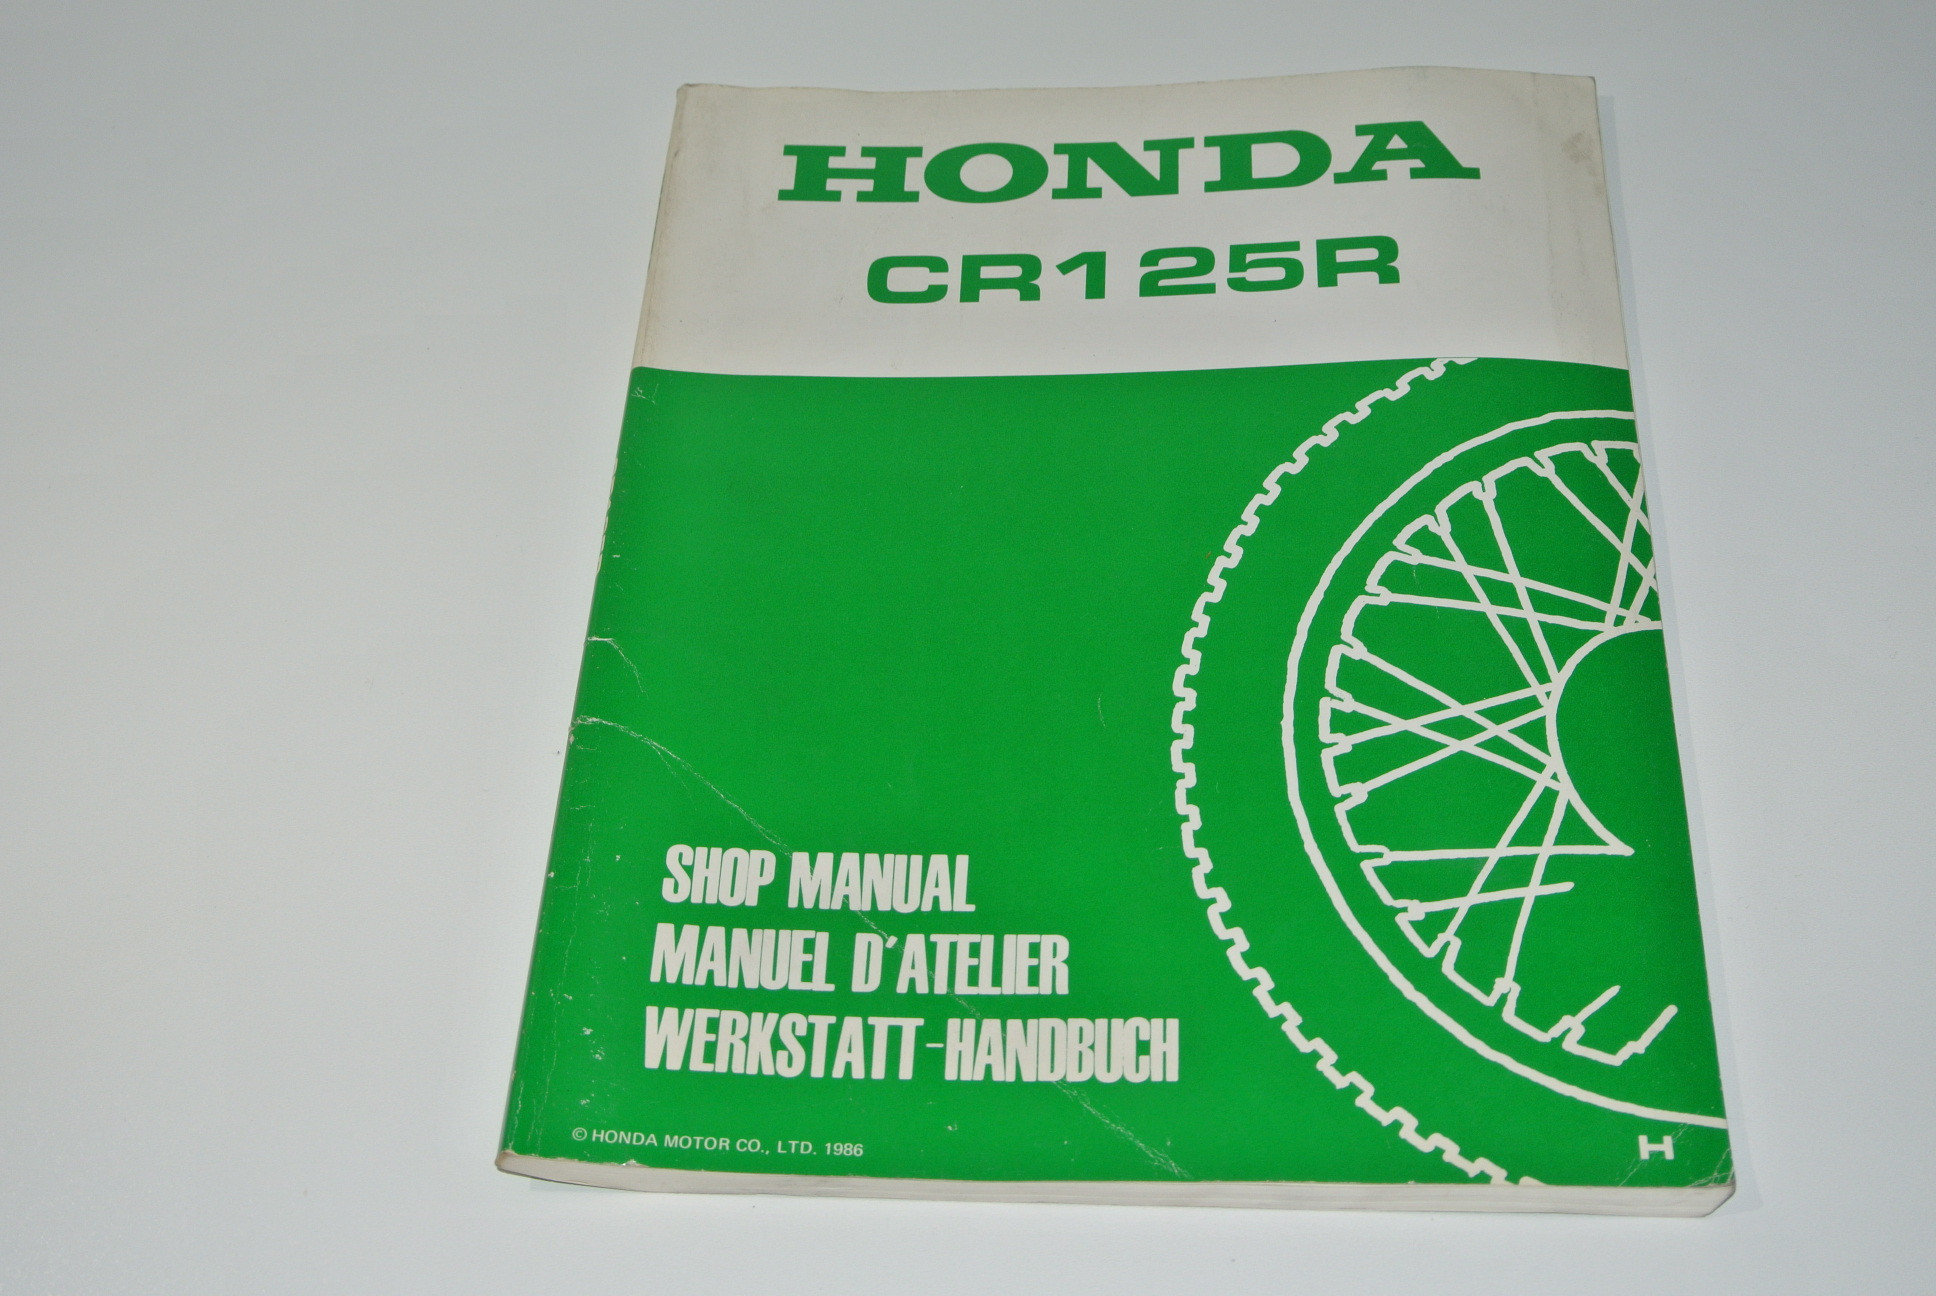 HONDA
CR125R
SHOP MANUAL
MANUEL D'ATELIER
WERKSTATT-HANDBUCH
© HONDA MOTOR CO., LTD. 1986
H